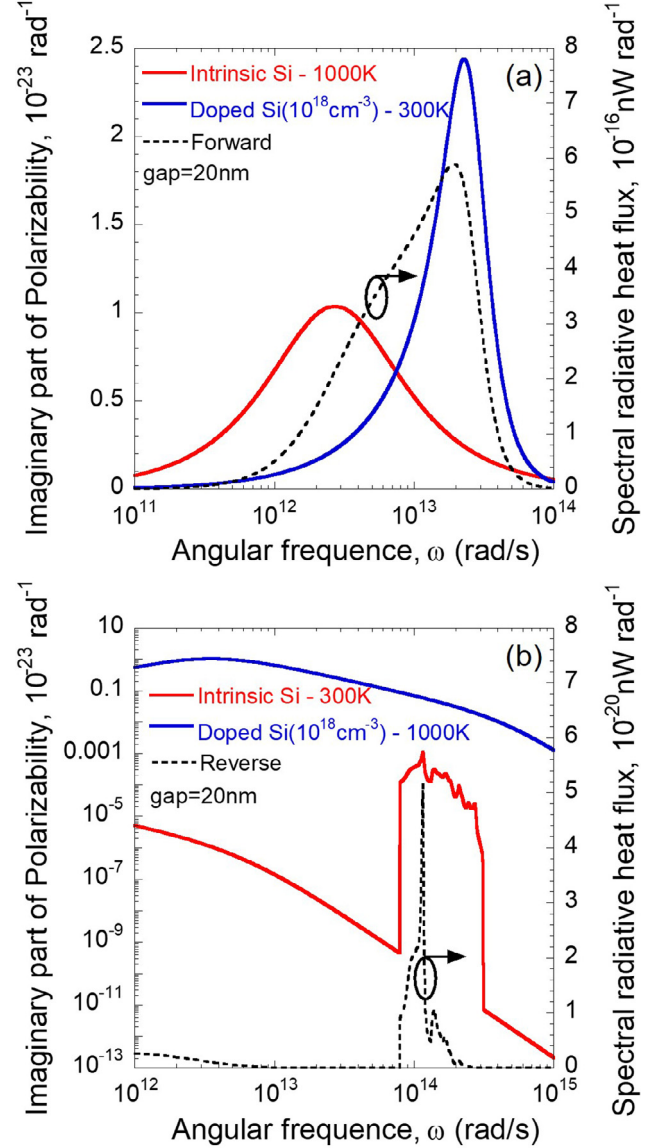 (a)
Imaginary part of Polarizability, 10⁻²³ rad⁻¹
2.5
2
1.5
1
0.5
0
Intrinsic Si - 1000K
Doped Si(10¹⁸cm⁻³) - 300K
Forward
gap=20nm
8
7
6
5
4
3
2
1
0
Spectral radiative heat flux, 10⁻¹⁶nW rad⁻¹
10¹¹ 10¹² 10¹³ 10¹⁴
Angular frequence, ω (rad/s)
(b)
Imaginary part of Polarizability, 10⁻²³ rad⁻¹
10
0.1
0.001
10⁻⁵
10⁻⁷
10⁻⁹
10⁻¹¹
10⁻¹³
Intrinsic Si - 300K
Doped Si(10¹⁸cm⁻³) - 1000K
Reverse
gap=20nm
8
7
6
5
4
3
2
1
0
Spectral radiative heat flux, 10⁻²⁰nW rad⁻¹
10¹² 10¹³ 10¹⁴ 10¹⁵
Angular frequence, ω (rad/s)